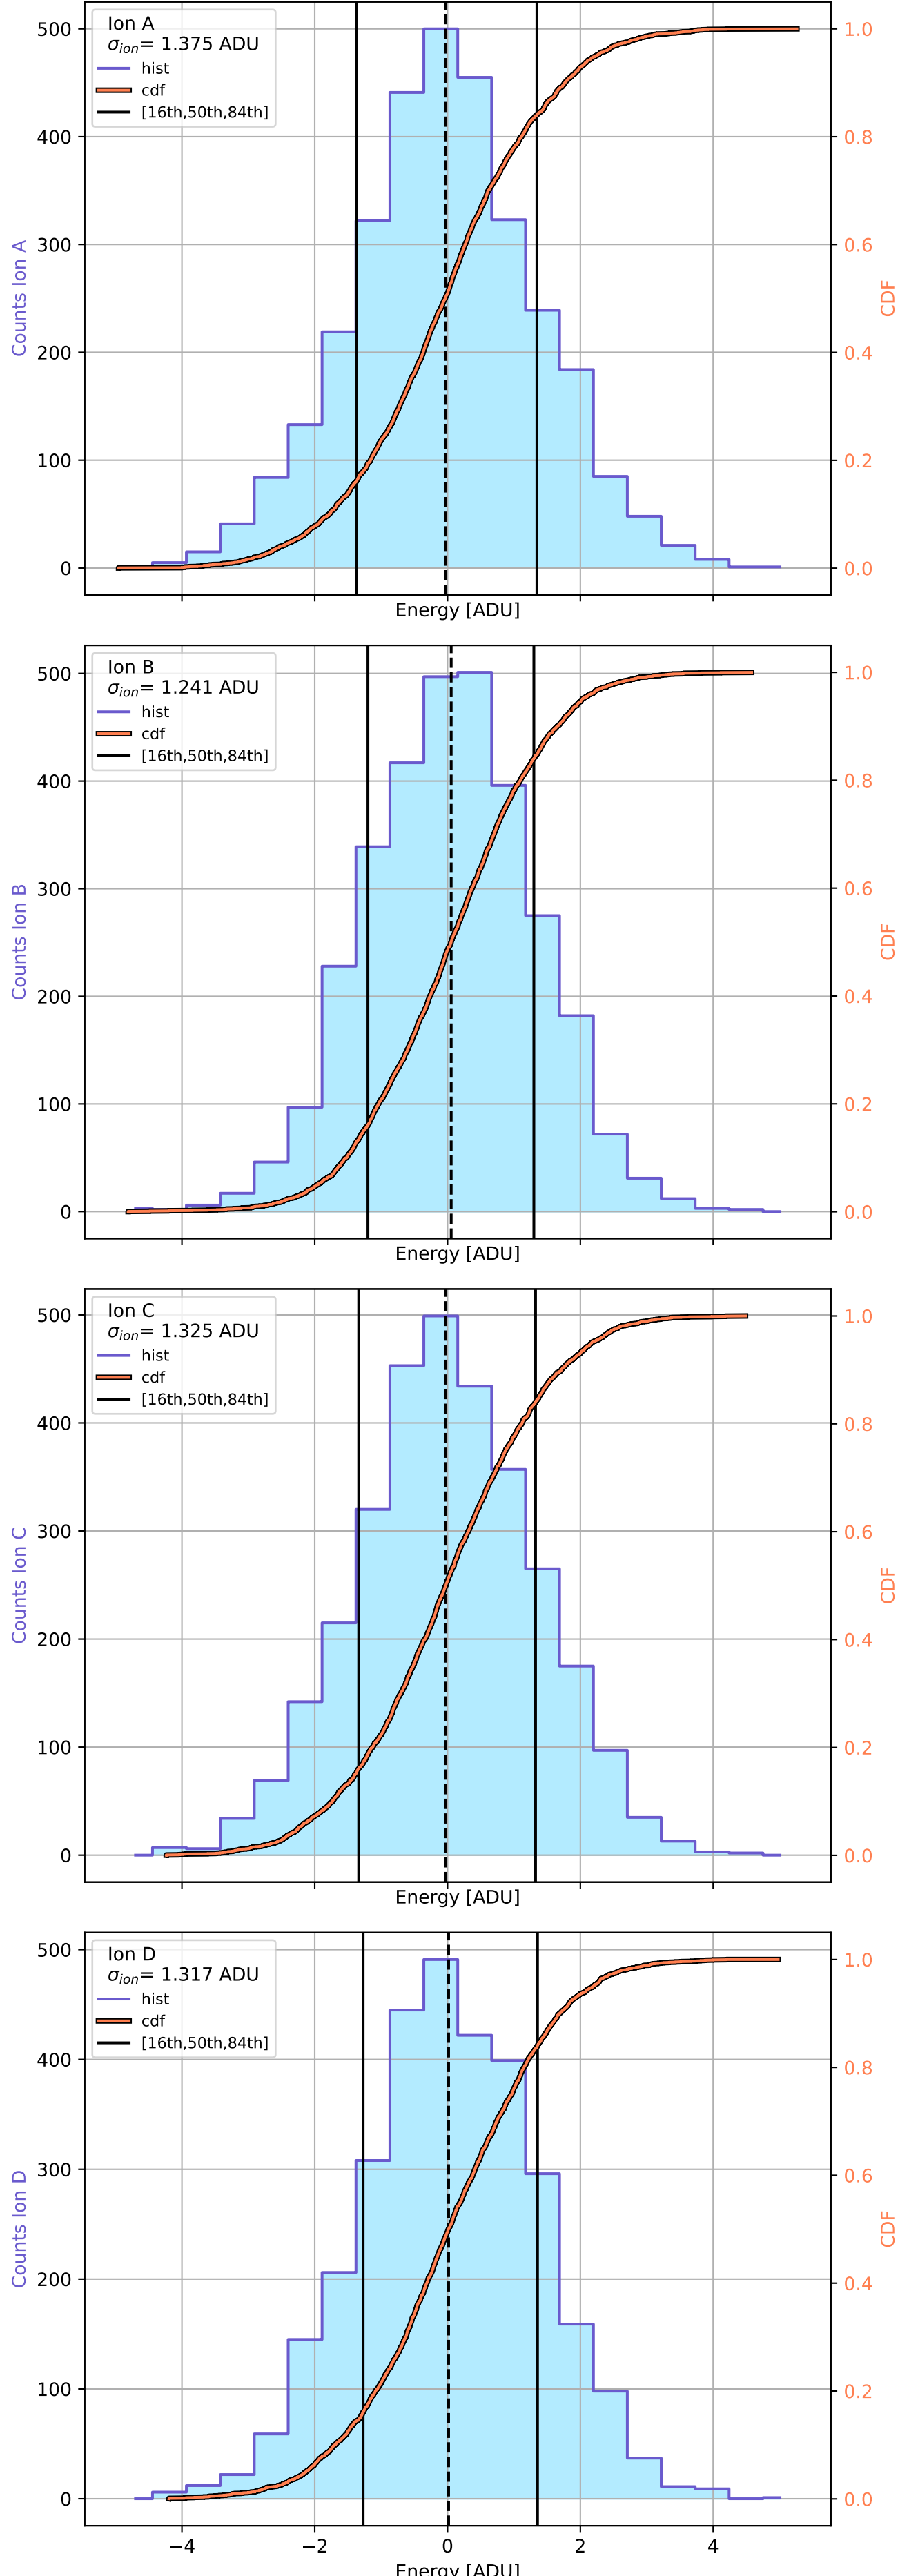 Ion A
σion= 1.375 ADU
hist
cdf
[16th,50th,84th]
500
400
300
200
100
0
Counts Ion A
1.0
0.8
0.6
0.4
0.2
0.0
CDF
Energy [ADU]
Ion B
σion= 1.241 ADU
hist
cdf
[16th,50th,84th]
500
400
300
200
100
0
Counts Ion B
1.0
0.8
0.6
0.4
0.2
0.0
CDF
Energy [ADU]
Ion C
σion= 1.325 ADU
hist
cdf
[16th,50th,84th]
500
400
300
200
100
0
Counts Ion C
1.0
0.8
0.6
0.4
0.2
0.0
CDF
Energy [ADU]
Ion D
σion= 1.317 ADU
hist
cdf
[16th,50th,84th]
500
400
300
200
100
0
Counts Ion D
1.0
0.8
0.6
0.4
0.2
0.0
CDF
−4 −2 0 2 4
Energy [ADU]